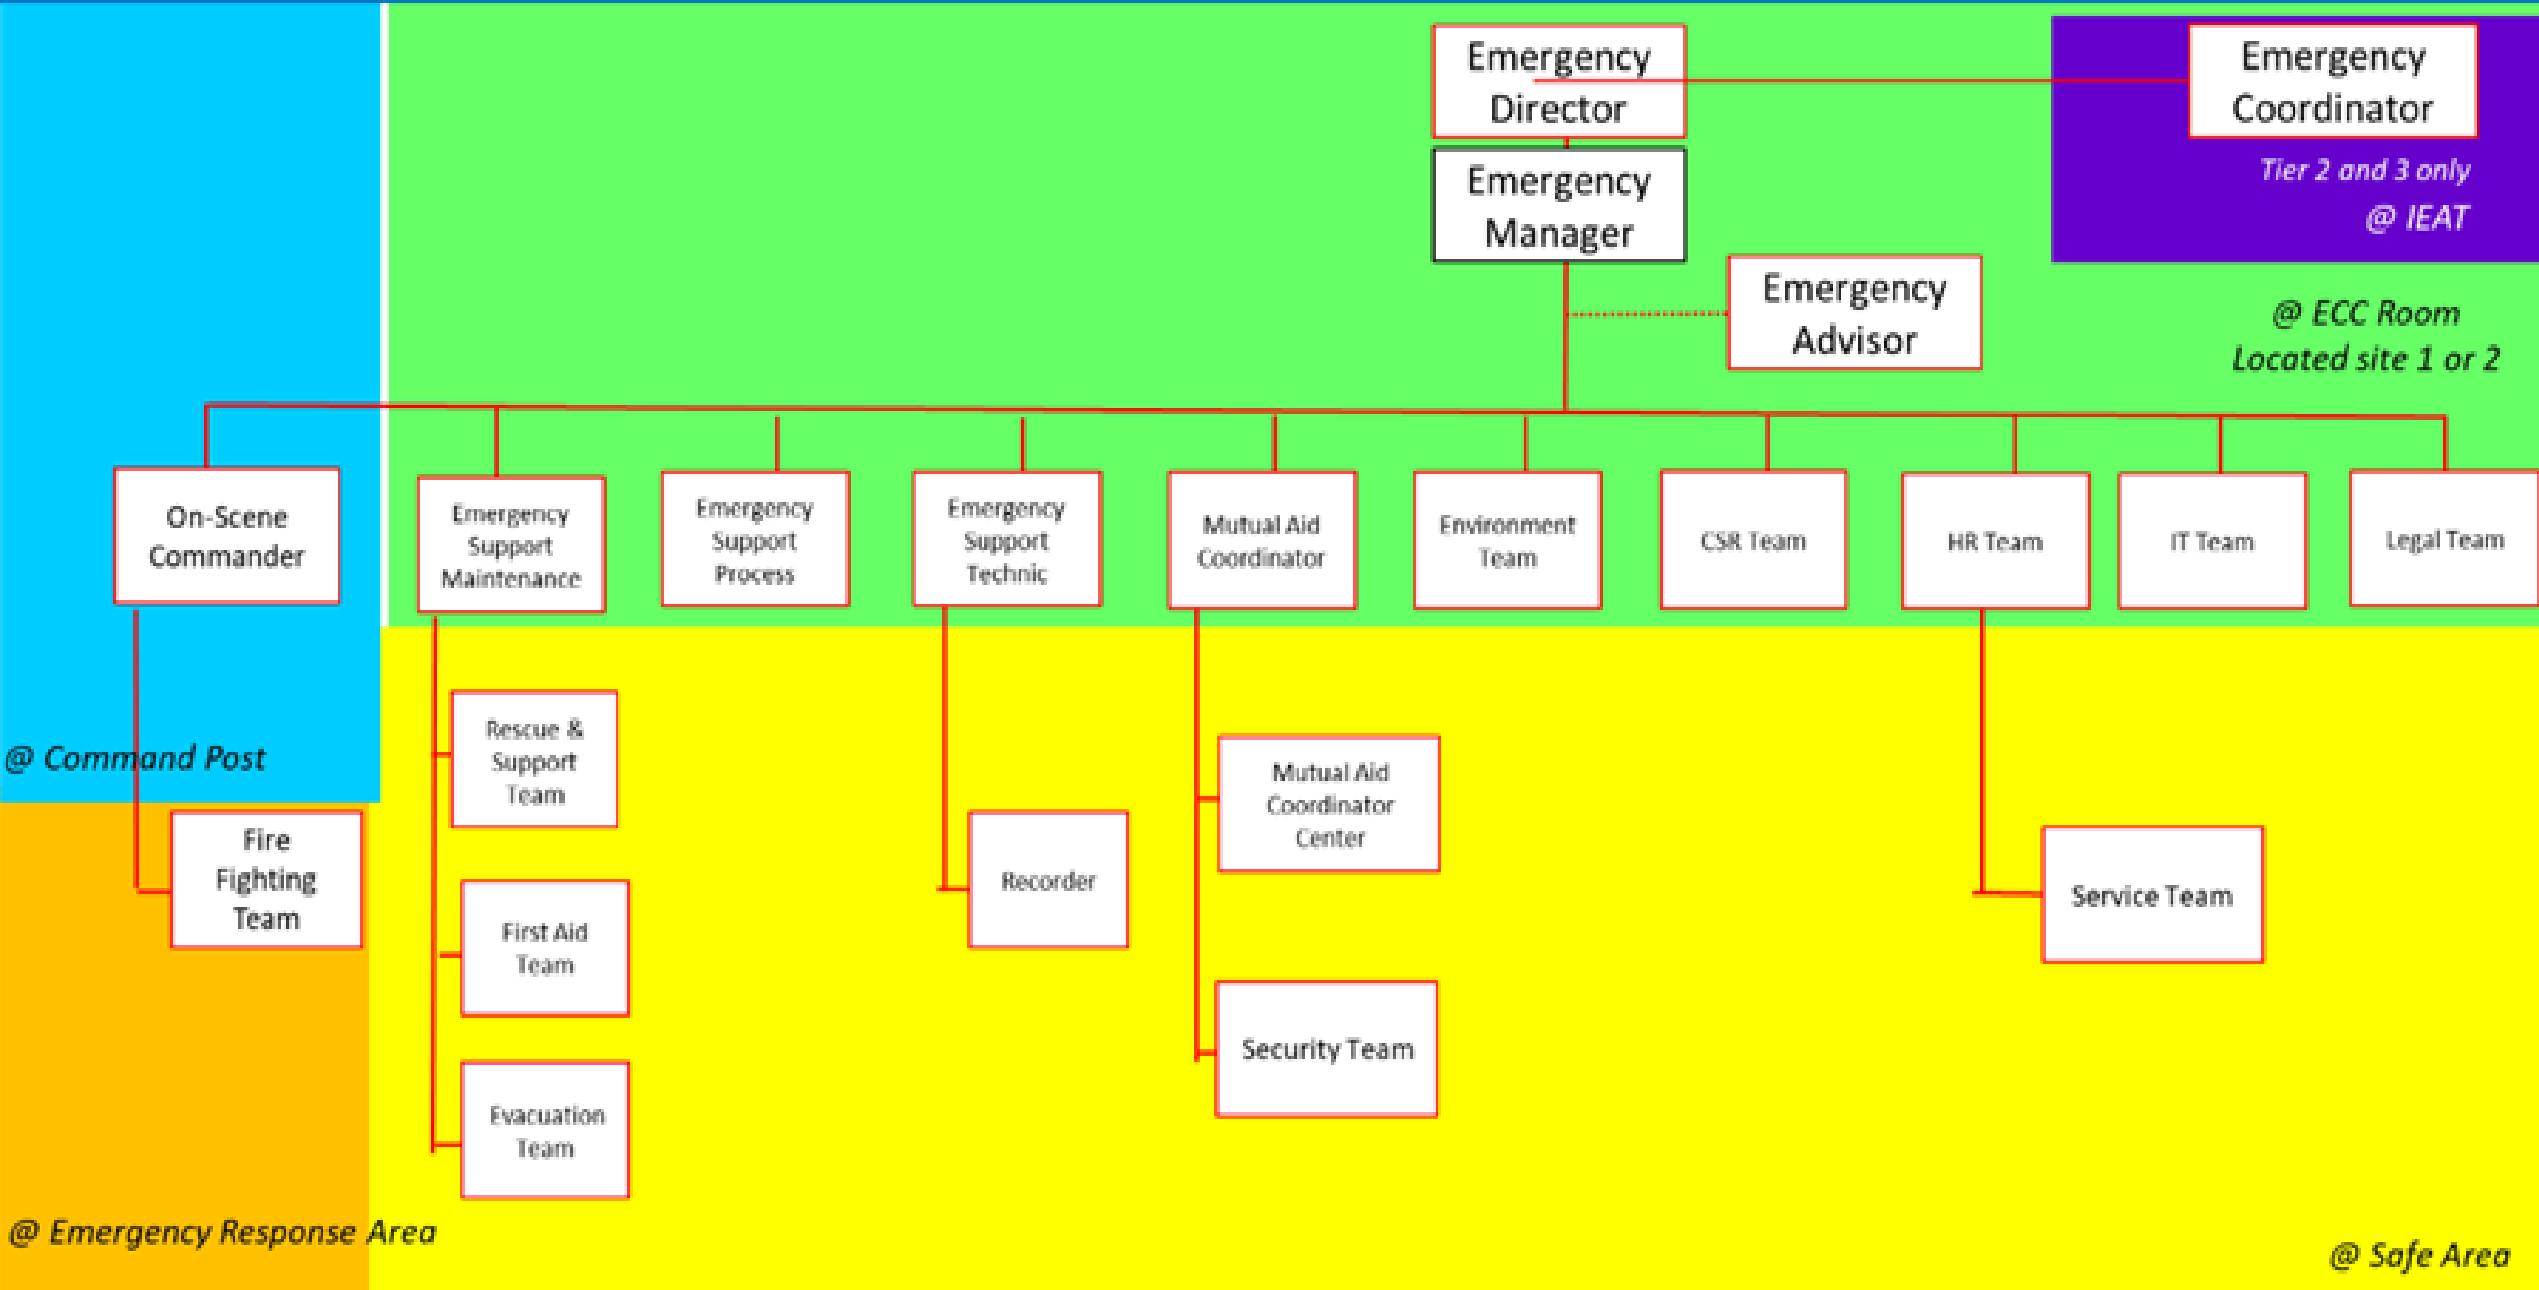 Emergency
Director
Emergency
Coordinator
Tier 2 and 3 only
@ IEAT
Emergency
Manager
Emergency
Advisor
@ ECC Room
Located site 1 or 2
On-Scene
Commander
Emergency
Support
Maintenance
Emergency
Support
Process
Emergency
Support
Technic
Mutual Aid
Coordinator
Environment
Team
CSR Team
HR Team
IT Team
Legal Team
@ Command Post
Fire
Fighting
Team
Rescue &
Support
Team
First Aid
Team
Evacuation
Team
Recorder
Mutual Aid
Coordinator
Center
Security Team
Service Team
@ Emergency Response Area
@ Safe Area